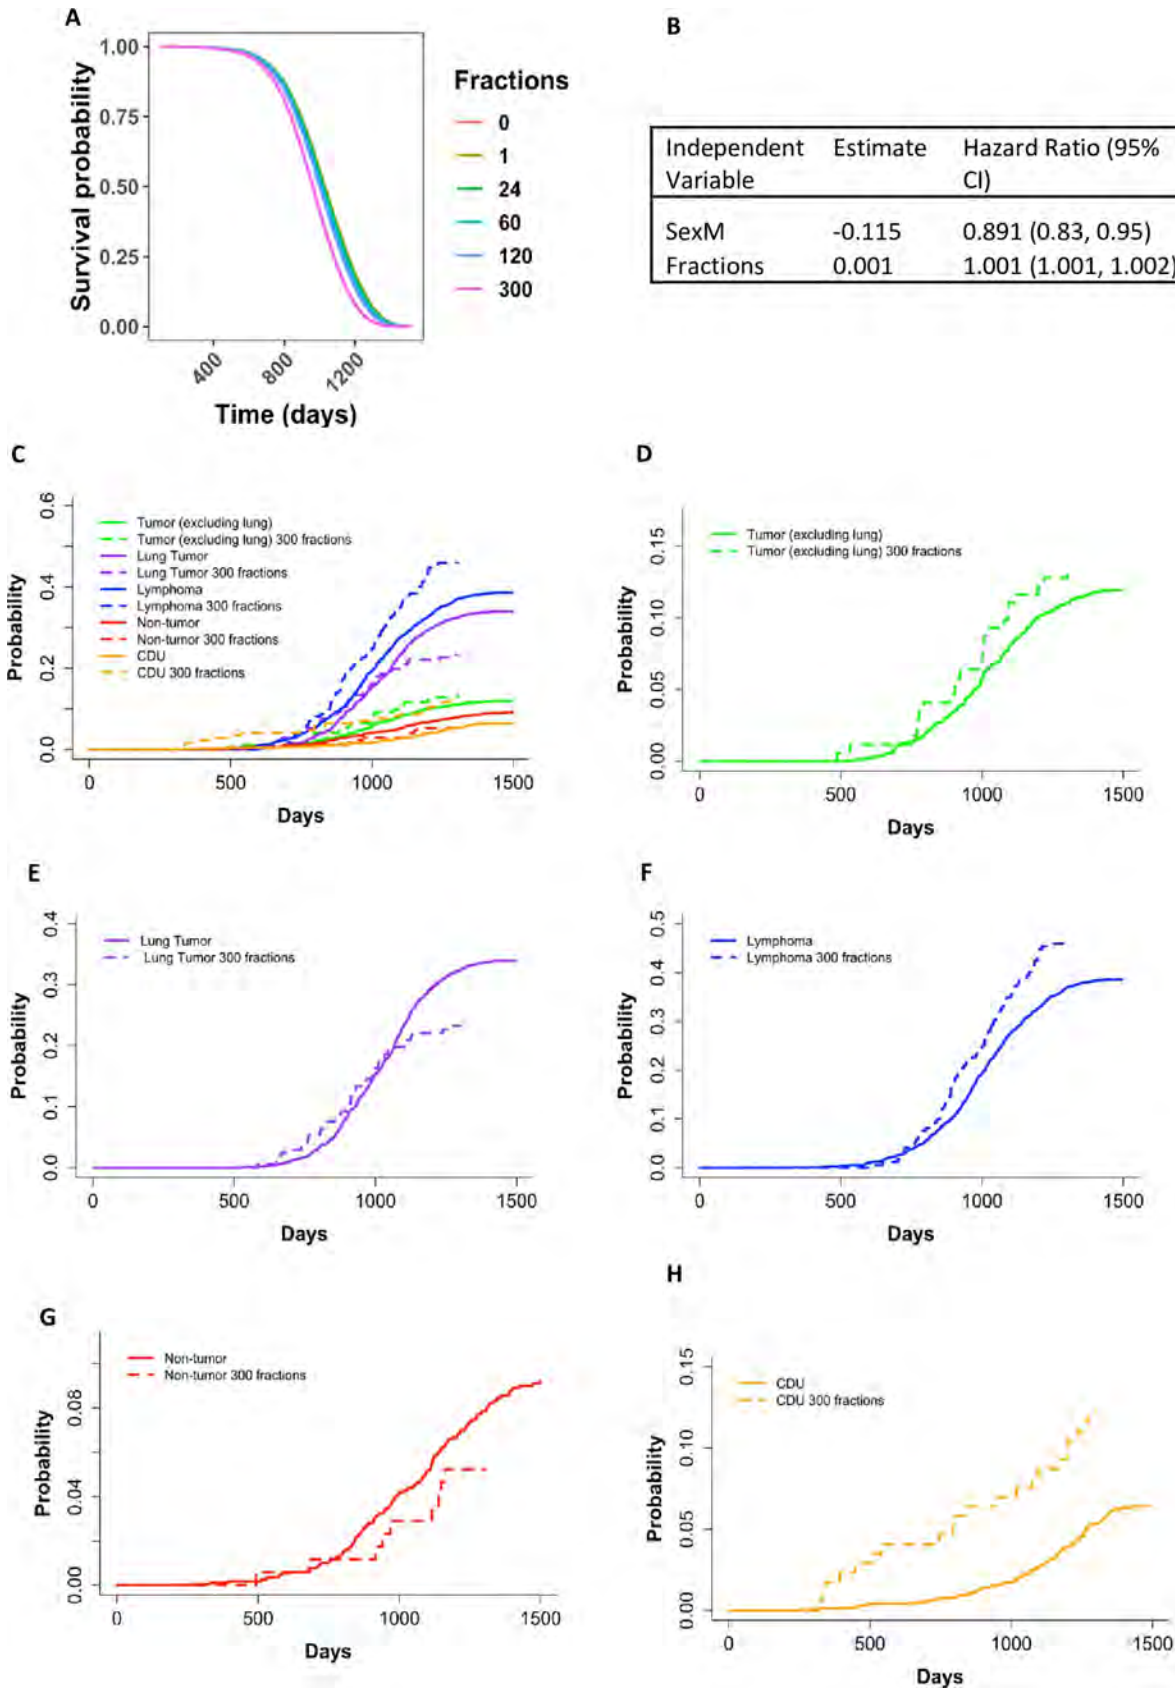 A
1.00
0.75
0.50
0.25
0.00
Survival probability
400
800
1200
Time (days)
Fractions
0
1
24
60
120
300
B
Independent Variable Estimate Hazard Ratio (95% CI)
SexM -0.115 0.891 (0.83, 0.95)
Fractions 0.001 1.001 (1.001, 1.002)
C
0.6
0.4
0.2
0.0
Probability
Tumor (excluding lung)
Tumor (excluding lung) 300 fractions
Lung Tumor
Lung Tumor 300 fractions
Lymphoma
Lymphoma 300 fractions
Non-tumor
Non-tumor 300 fractions
CDU
CDU 300 fractions
0 500 1000 1500
Days
D
0.15
0.10
0.05
0.00
Probability
Tumor (excluding lung)
Tumor (excluding lung) 300 fractions
0 500 1000 1500
Days
E
0.4
0.3
0.2
0.1
0.0
Probability
Lung Tumor
Lung Tumor 300 fractions
0 500 1000 1500
Days
F
0.5
0.4
0.3
0.2
0.1
0.0
Probability
Lymphoma
Lymphoma 300 fractions
0 500 1000 1500
Days
G
0.08
0.04
0.00
Probability
Non-tumor
Non-tumor 300 fractions
0 500 1000 1500
Days
H
0.15
0.10
0.05
0.00
Probability
CDU
CDU 300 fractions
0 500 1000 1500
Days